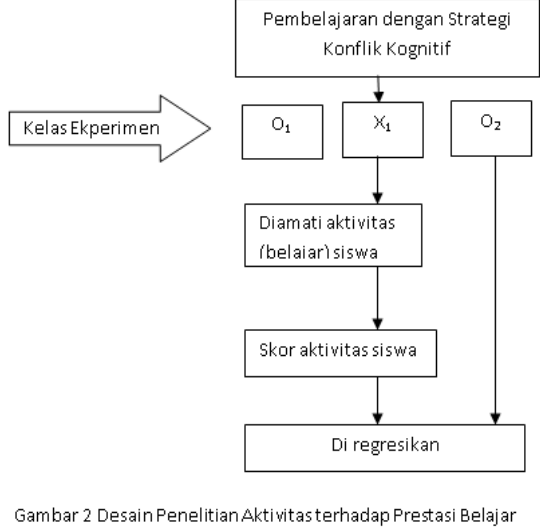 Pembelajaran dengan Strategi
Konflik Kognitif
Kelas Ekperimen
O₁
X₁
O₂
Diamati aktivitas
(belajar) siswa
Skor aktivitas siswa
Di regresikan
Gambar 2 Desain Penelitian Aktivitas terhadap Prestasi Belajar